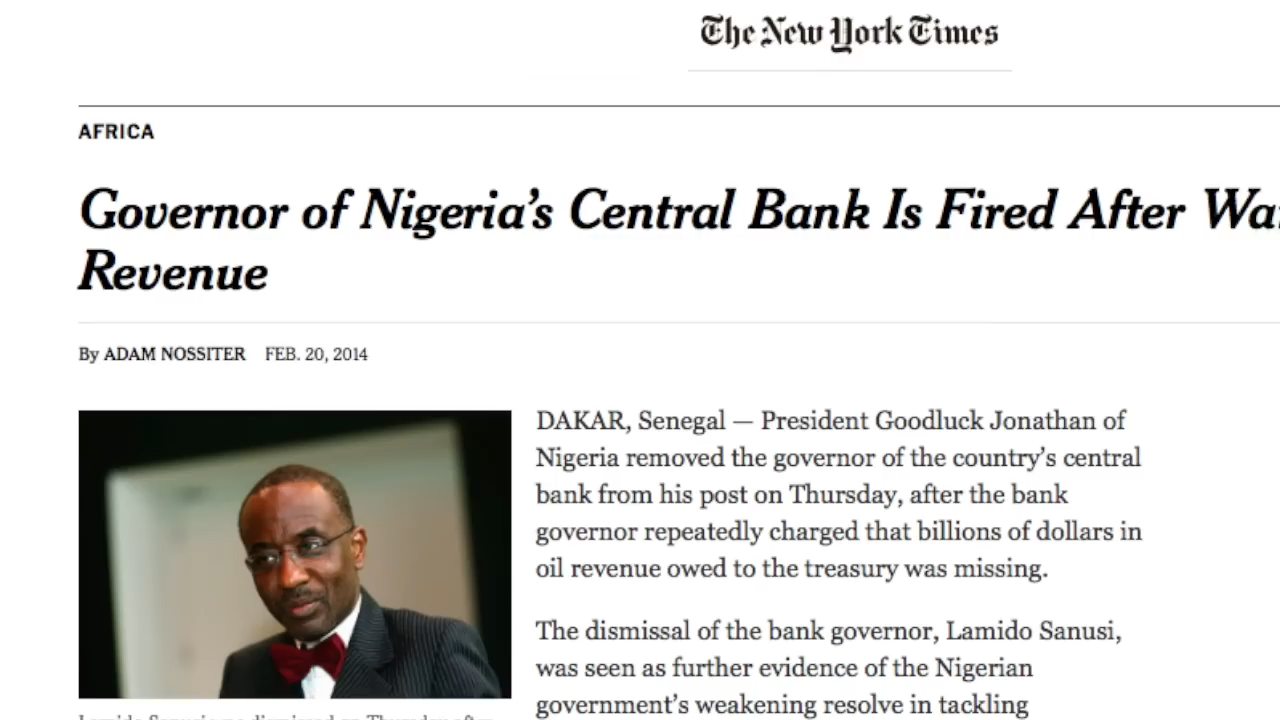 The New York Times
AFRICA
Governor of Nigeria's Central Bank Is Fired After
Revenue
By ADAM NOSSITER FEB. 20, 2014
DAKAR, Senegal — President Goodluck Jonathan of
Nigeria removed the governor of the country's central
bank from his post on Thursday, after the bank
governor repeatedly charged that billions of dollars in
oil revenue owed to the treasury was missing.
The dismissal of the bank governor, Lamido Sanusi,
was seen as further evidence of the Nigerian
government's weakening resolve in tackling